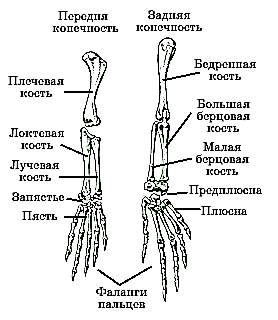 Передняя
конечность
Задняя
конечность
Плечевая
кость
Бедренная
кость
Локтевая
кость
Большая
берцовая
кость
Лучевая
кость
Малая
берцовая
кость
Запястье
Предплюсна
Пясть
Плюсна
Фаланги
пальцев